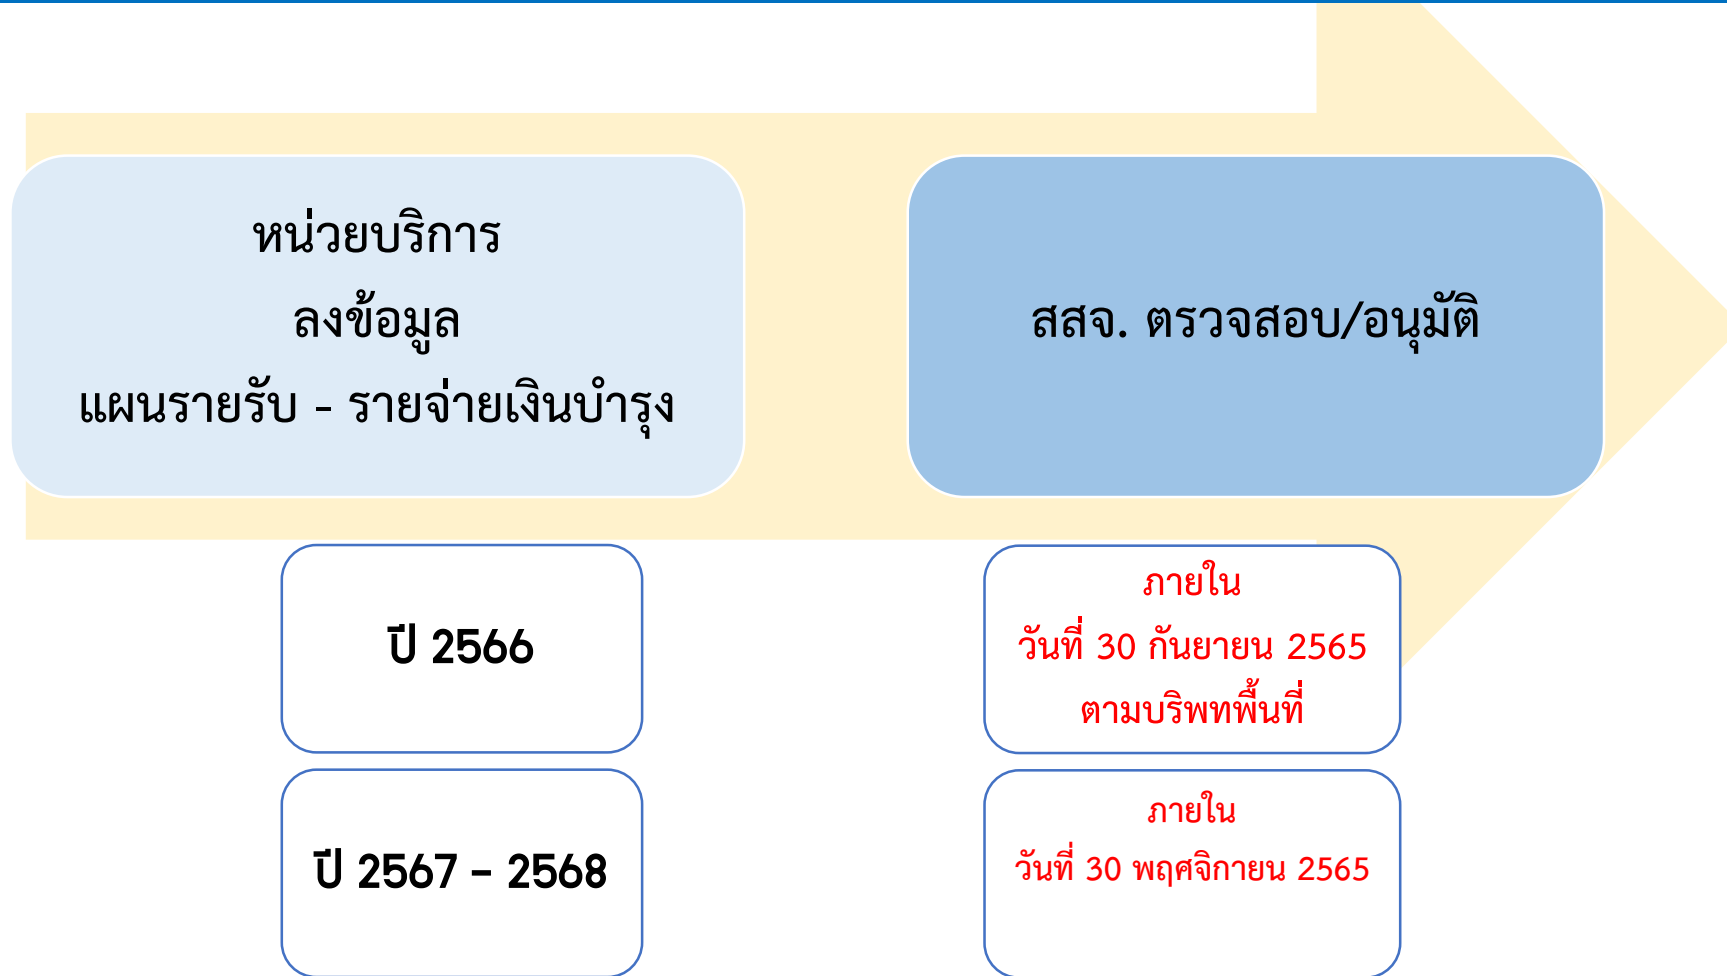 หน่วยบริการ
ลงข้อมูล
แผนรายรับ - รายจ่ายเงินบำรุง
สสจ. ตรวจสอบ/อนุมัติ
ปี 2566
ภายใน
วันที่ 30 กันยายน 2565
ตามบริพทพื้นที่
ปี 2567 – 2568
ภายใน
วันที่ 30 พฤศจิกายน 2565